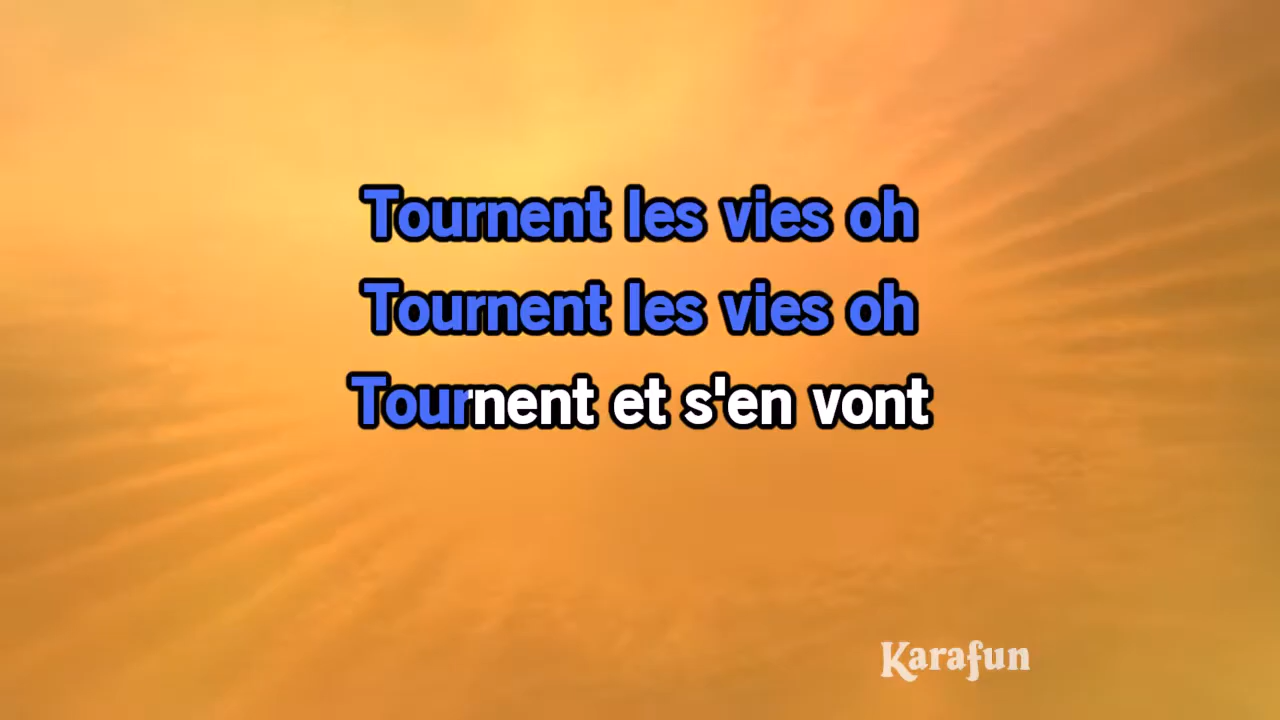 Tournent les vies oh
Tournent les vies oh
Tournent et s'en vont
Karafun